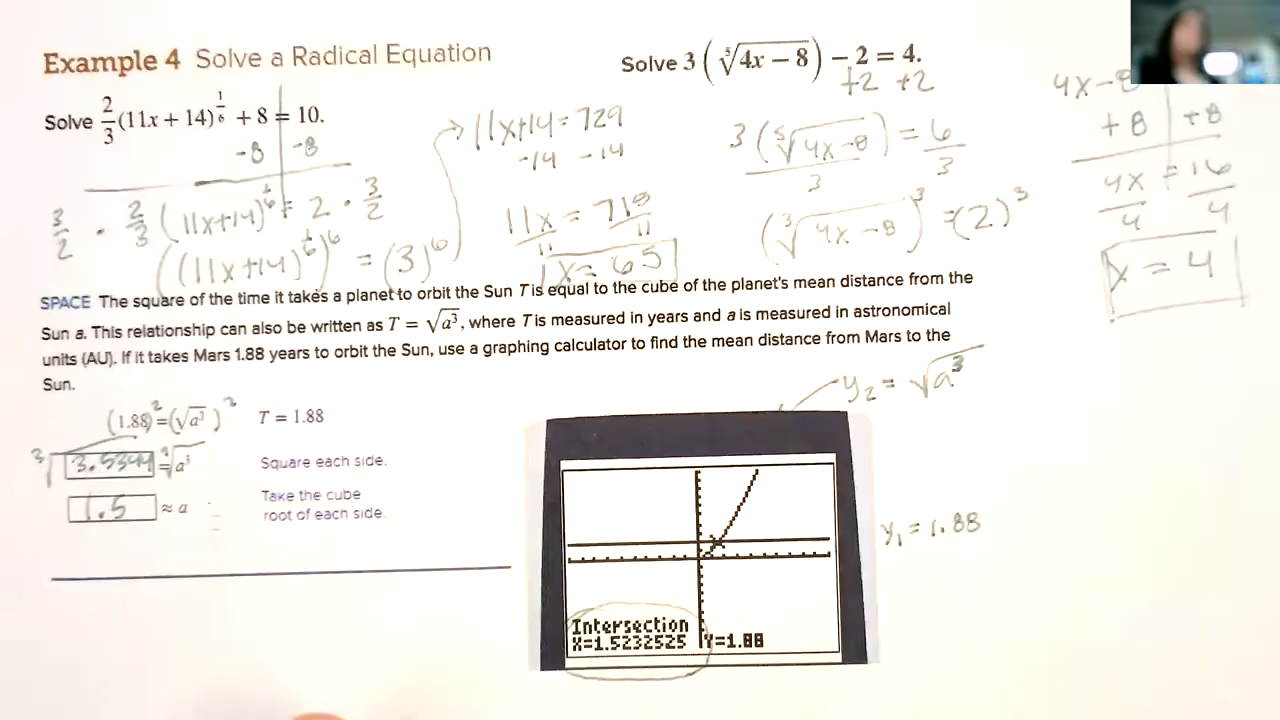 Example 4 Solve a Radical Equation
Solve 2/3(11x + 14)^1/6 + 8 = 10.
-8 -8
3/2 · 2/3 (11x+14)^1/6 = 2 · 3/2
((11x+14)^1/6)^6 = (3)^6
→ 11x+14 = 729
-14 -14
11x = 715
11 11
x = 65
Solve 3(⁵√4x − 8) − 2 = 4.
+2 +2
3(⁵√4x-8) = 6
3 3
(³√4x-8)^3 = (2)^3
4x-8
+8 +8
4x = 16
4 4
x = 4
SPACE The square of the time it takes a planet to orbit the Sun T is equal to the cube of the planet's mean distance from the
Sun a. This relationship can also be written as T = √a³, where T is measured in years and a is measured in astronomical
units (AU). If it takes Mars 1.88 years to orbit the Sun, use a graphing calculator to find the mean distance from Mars to the
Sun.
(1.88)^2 = (√a³)^2 T = 1.88
³√3.5344 = ³√a³ Square each side.
1.5 ≈ a Take the cube
root of each side.
y₂ = √a³
y₁ = 1.88
Intersection
X=1.5232525 Y=1.88